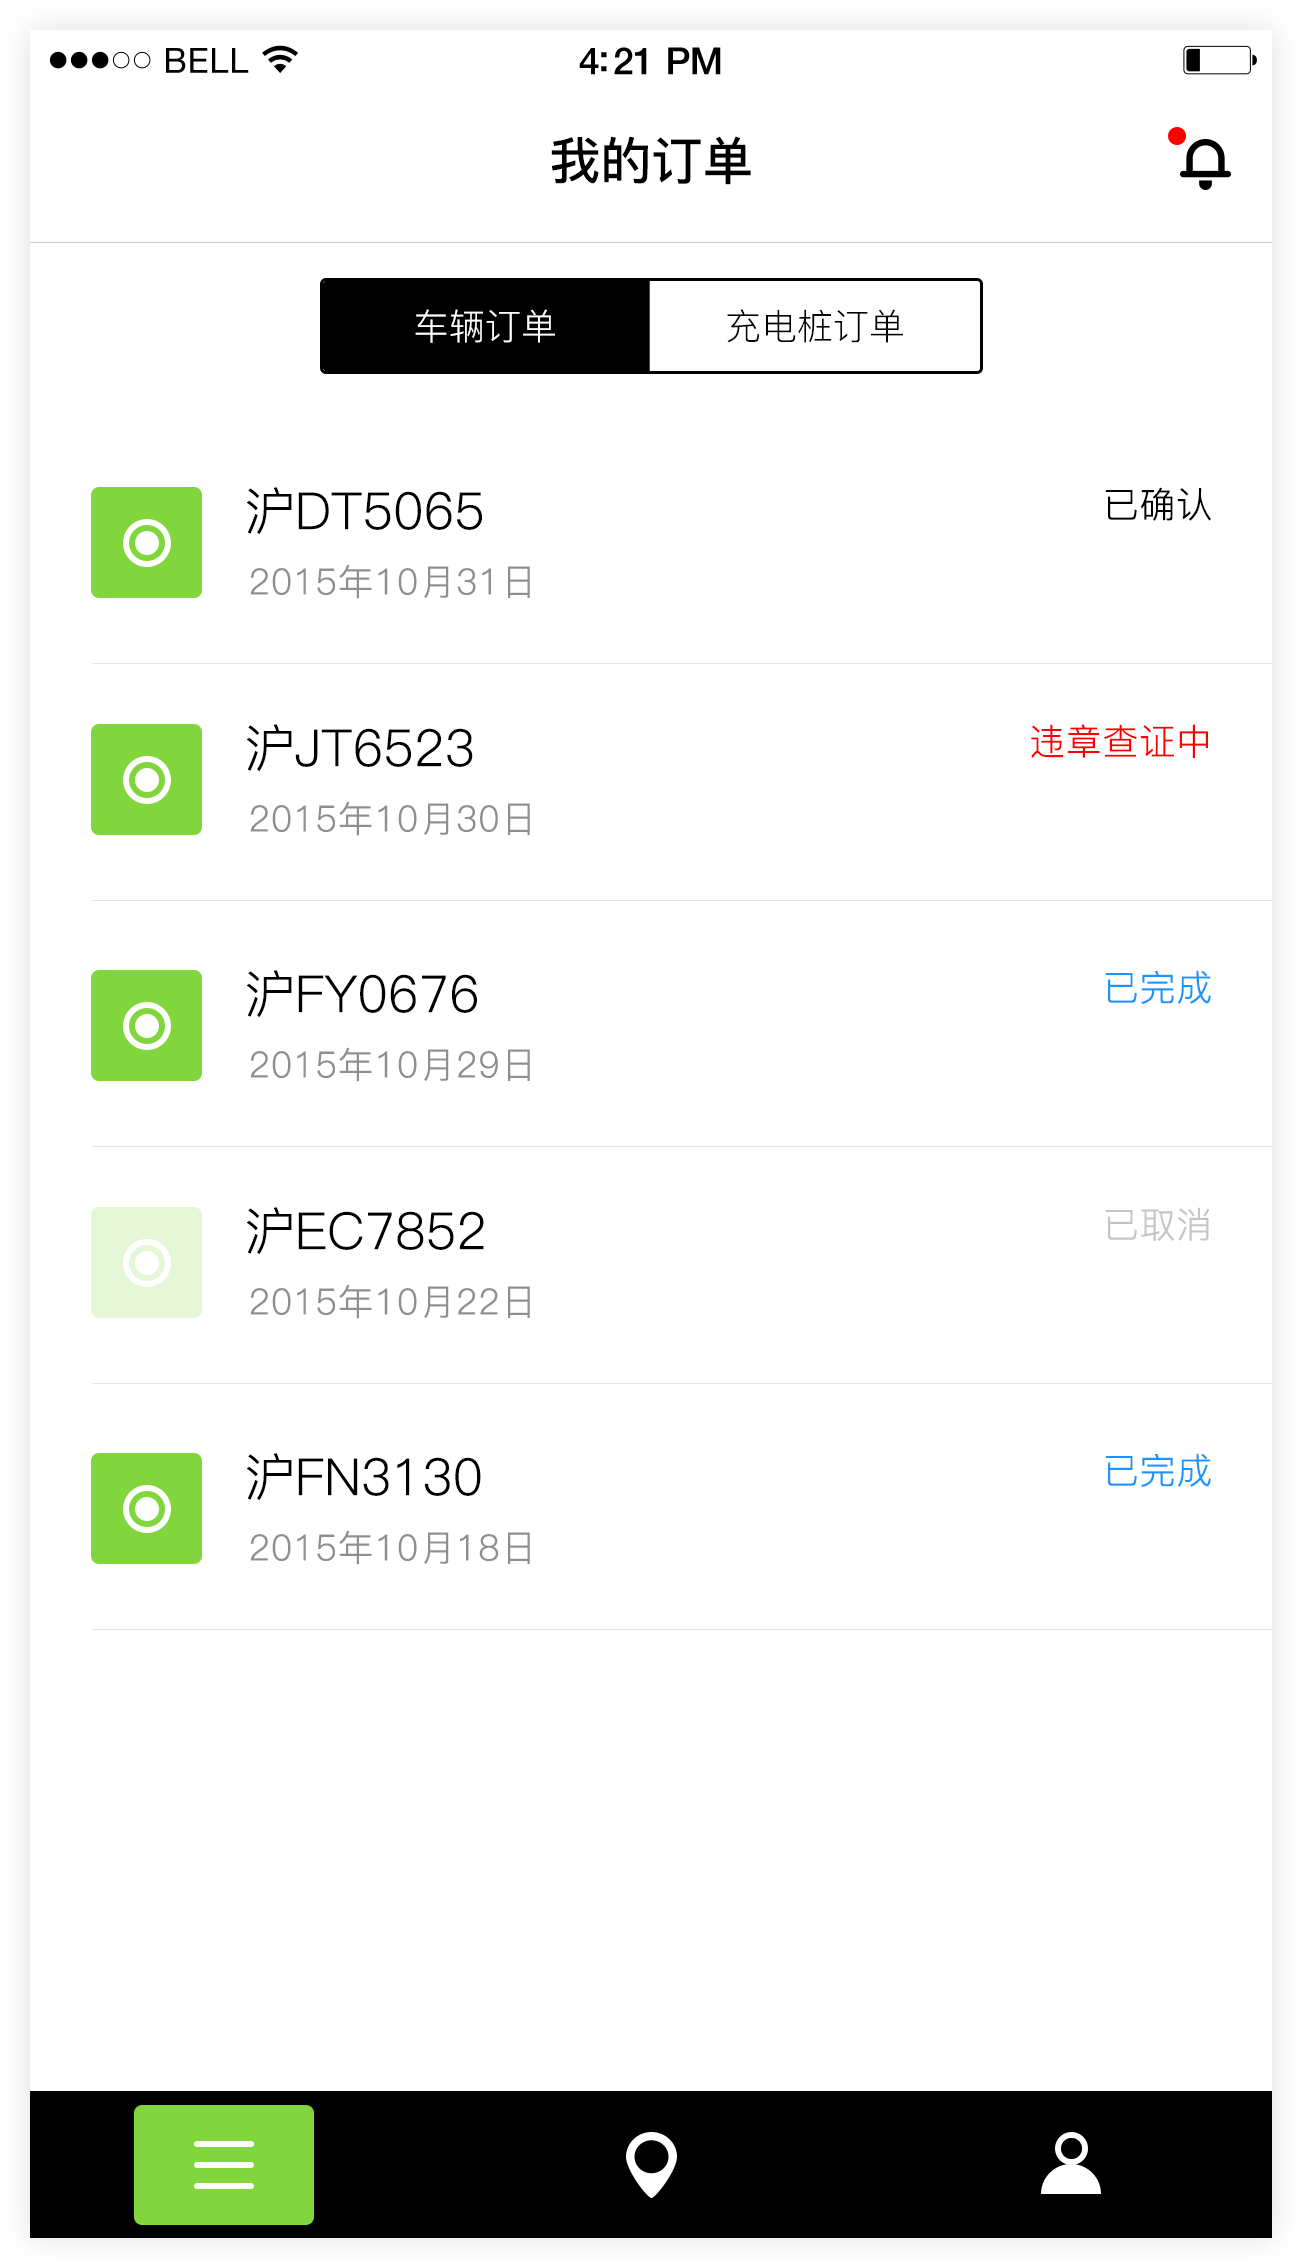 BELL 4:21 PM
我的订单
车辆订单 充电桩订单
沪DT5065 已确认
2015年10月31日
沪JT6523 违章查证中
2015年10月30日
沪FY0676 已完成
2015年10月29日
沪EC7852 已取消
2015年10月22日
沪FN3130 已完成
2015年10月18日